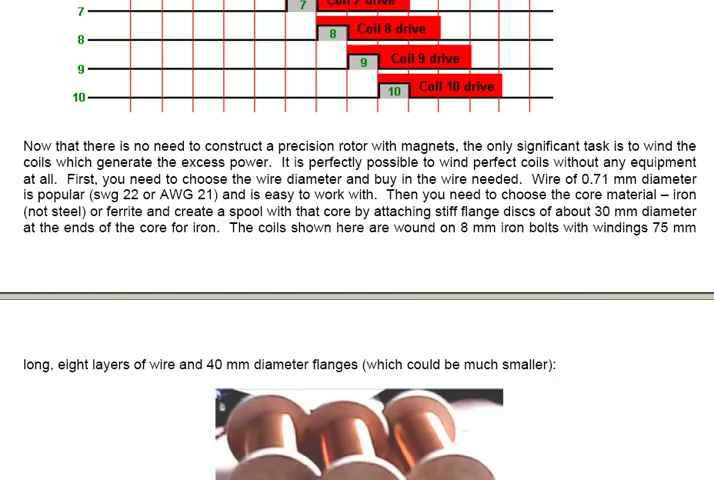 7
7
Coil 7 drive
8
8
Coil 8 drive
9
9
Coil 9 drive
10
10
Coil 10 drive
Now that there is no need to construct a precision rotor with magnets, the only significant task is to wind the
coils which generate the excess power. It is perfectly possible to wind perfect coils without any equipment
at all. First, you need to choose the wire diameter and buy in the wire needed. Wire of 0.71 mm diameter
is popular (swg 22 or AWG 21) and is easy to work with. Then you need to choose the core material – iron
(not steel) or ferrite and create a spool with that core by attaching stiff flange discs of about 30 mm diameter
at the ends of the core for iron. The coils shown here are wound on 8 mm iron bolts with windings 75 mm
long, eight layers of wire and 40 mm diameter flanges (which could be much smaller):